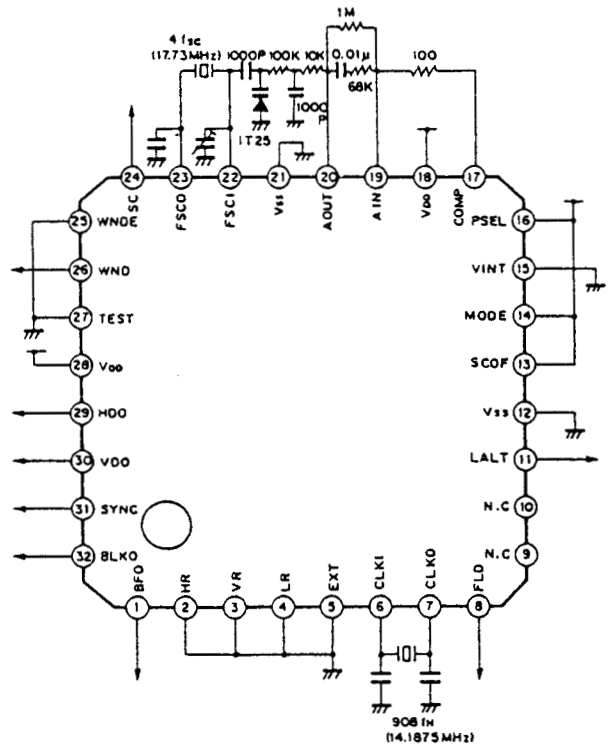 1M
4fsc
(17.73MHz)
1000P 100K 10K 0.01μ 100
68K
1000
P
1T25
24 23 22 21 20 19 18 17
SC FSCO FSCI Vss AOUT AIN VDD COMP
25 WNDE
26 WND
27 TEST
28 VDD
29 HDO
30 VDO
31 SYNC
32 BLKO
PSEL 16
VINT 15
MODE 14
SCOF 13
Vss 12
LALT 11
N.C 10
N.C 9
BFO HR VR LR EXT CLKI CLKO FLD
1 2 3 4 5 6 7 8
908fH
(14.1875MHz)